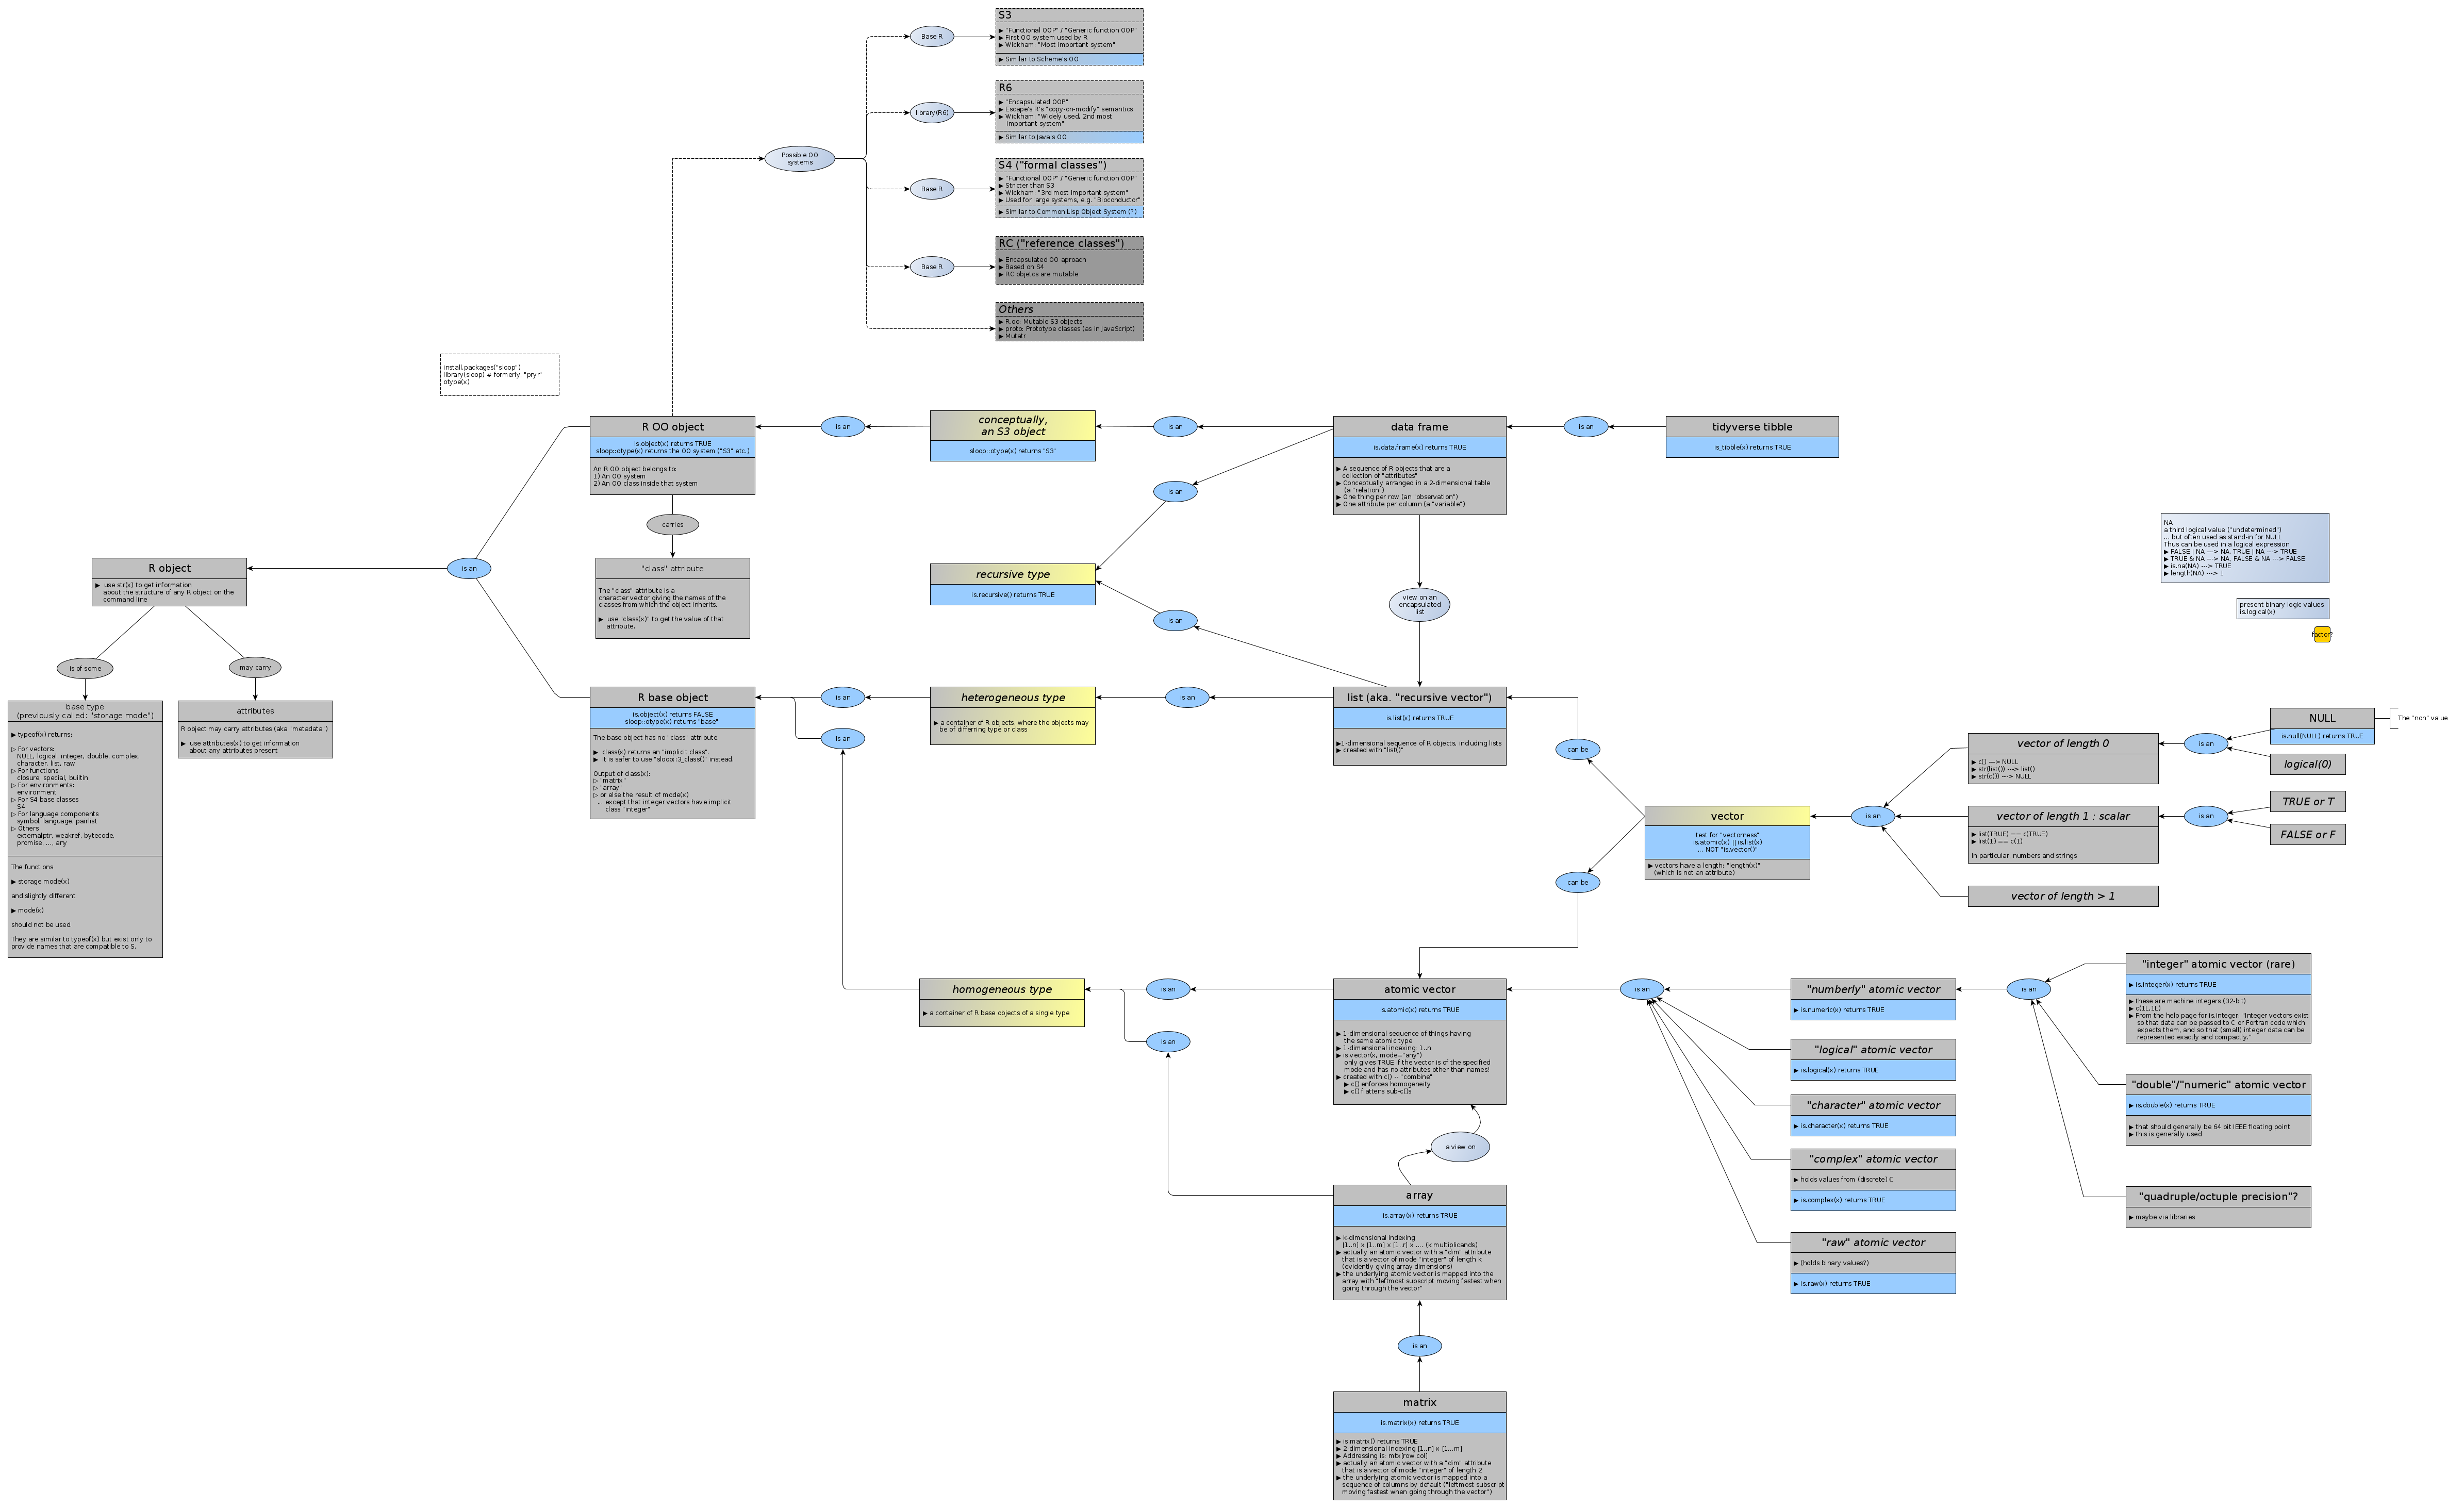 S3
▶ "Functional OOP" / "Generic function OOP"
▶ First OO system used by R
▶ Wickham: "Most important system"
▶ Similar to Scheme's OO
Base R
R6
▶ "Encapsulated OOP"
▶ Escape's R's "copy-on-modify" semantics
▶ Wickham: "Widely used, 2nd most
important system"
▶ Similar to Java's OO
library(R6)
Possible OO
systems
S4 ("formal classes")
▶ "Functional OOP" / "Generic function OOP"
▶ Stricter than S3
▶ Wickham: "3rd most important system"
▶ Used for large systems, e.g. "Bioconductor"
▶ Similar to Common Lisp Object System (?)
Base R
RC ("reference classes")
▶ Encapsulated OO aproach
▶ Based on S4
▶ RC objetcs are mutable
Base R
Others
▶ R.oo: Mutable S3 objects
▶ proto: Prototype classes (as in JavaScript)
▶ Mutatr
install.packages("sloop")
library(sloop) # formerly, "pryr"
otype(x)
R OO object
is.object(x) returns TRUE
sloop::otype(x) returns the OO system ("S3" etc.)
An R OO object belongs to:
1) An OO system
2) An OO class inside that system
is an
conceptually,
an S3 object
sloop::otype(x) returns "S3"
is an
data frame
is.data.frame(x) returns TRUE
▶ A sequence of R objects that are a
collection of "attributes"
▶ Conceptually arranged in a 2-dimensional table
(a "relation")
▶ One thing per row (an "observation")
▶ One attribute per column (a "variable")
is an
tidyverse tibble
is_tibble(x) returns TRUE
is an
carries
"class" attribute
The "class" attribute is a
character vector giving the names of the
classes from which the object inherits.
▶ use "class(x)" to get the value of that
attribute.
R object
▶ use str(x) to get information
about the structure of any R object on the
command line
is an
recursive type
is.recursive() returns TRUE
is an
view on an
encapsulated
list
NA
a third logical value ("undetermined")
... but often used as stand-in for NULL
Thus can be used in a logical expression
▶ FALSE | NA ---> NA, TRUE | NA ---> TRUE
▶ TRUE & NA ---> NA, FALSE & NA ---> FALSE
▶ is.na(NA) ---> TRUE
▶ length(NA) ---> 1
present binary logic values
is.logical(x)
factor?
is of some
may carry
base type
(previously called: "storage mode")
▶ typeof(x) returns:
▷ For vectors:
NULL, logical, integer, double, complex,
character, list, raw
▷ For functions:
closure, special, builtin
▷ For environments:
environment
▷ For S4 base classes
S4
▷ For language components
symbol, language, pairlist
▷ Others
externalptr, weakref, bytecode,
promise, ..., any
The functions
▶ storage.mode(x)
and slightly different
▶ mode(x)
should not be used.
They are similar to typeof(x) but exist only to
provide names that are compatible to S.
attributes
R object may carry attributes (aka "metadata")
▶ use attributes(x) to get information
about any attributes present
R base object
is.object(x) returns FALSE
sloop::otype(x) returns "base"
The base object has no "class" attribute.
▶ class(x) returns an "implicit class".
▶ It is safer to use "sloop::3_class()" instead.
Output of class(x):
▷ "matrix"
▷ "array"
▷ or else the result of mode(x)
... except that integer vectors have implicit
class "integer"
is an
is an
heterogeneous type
▶ a container of R objects, where the objects may
be of differing type or class
is an
list (aka. "recursive vector")
is.list(x) returns TRUE
▶1-dimensional sequence of R objects, including lists
▶ created with "list()"
can be
can be
vector
test for "vectorness"
is.atomic(x) || is.list(x)
... NOT "is.vector()"
▶ vectors have a length: "length(x)"
(which is not an attribute)
is an
vector of length 0
▶ c() ---> NULL
▶ str(list()) ---> list()
▶ str(c()) ---> NULL
is an
NULL
is.null(NULL) returns TRUE
The "non" value
logical(0)
vector of length 1 : scalar
▶ list(TRUE) == c(TRUE)
▶ list(1) == c(1)
In particular, numbers and strings
is an
TRUE or T
FALSE or F
vector of length > 1
homogeneous type
▶ a container of R base objects of a single type
is an
is an
atomic vector
is.atomic(x) returns TRUE
▶ 1-dimensional sequence of things having
the same atomic type
▶ 1-dimensional indexing: 1..n
▶ is.vector(x, mode="any")
only gives TRUE if the vector is of the specified
mode and has no attributes other than names!
▶ created with c() -- "combine"
▶ c() enforces homogeneity
▶ c() flattens sub-c()s
is an
"numberly" atomic vector
▶ is.numeric(x) returns TRUE
"logical" atomic vector
▶ is.logical(x) returns TRUE
"character" atomic vector
▶ is.character(x) returns TRUE
"complex" atomic vector
▶ holds values from (discrete) ℂ
▶ is.complex(x) returns TRUE
"raw" atomic vector
▶ (holds binary values?)
▶ is.raw(x) returns TRUE
is an
"integer" atomic vector (rare)
▶ is.integer(x) returns TRUE
▶ these are machine integers (32-bit)
▶ c(1L,1L)
▶ From the help page for is.integer: "Integer vectors exist
so that data can be passed to C or Fortran code which
expects them, and so that (small) integer data can be
represented exactly and compactly."
"double"/"numeric" atomic vector
▶ is.double(x) returns TRUE
▶ that should generally be 64 bit IEEE floating point
▶ this is generally used
"quadruple/octuple precision"?
▶ maybe via libraries
a view on
array
is.array(x) returns TRUE
▶ k-dimensional indexing
[1..n] × [1..m] × [1..r] × .... (k multiplicands)
▶ actually an atomic vector with a "dim" attribute
that is a vector of mode "integer" of length k
(evidently giving array dimensions)
▶ the underlying atomic vector is mapped into the
array with "leftmost subscript moving fastest when
going through the vector"
is an
matrix
is.matrix(x) returns TRUE
▶ is.matrix() returns TRUE
▶ 2-dimensional indexing [1..n] × [1...m]
▶ Addressing is: mtx[row,col]
▶ actually an atomic vector with a "dim" attribute
that is a vector of mode "integer" of length 2
▶ the underlying atomic vector is mapped into a
sequence of columns by default ("leftmost subscript
moving fastest when going through the vector")